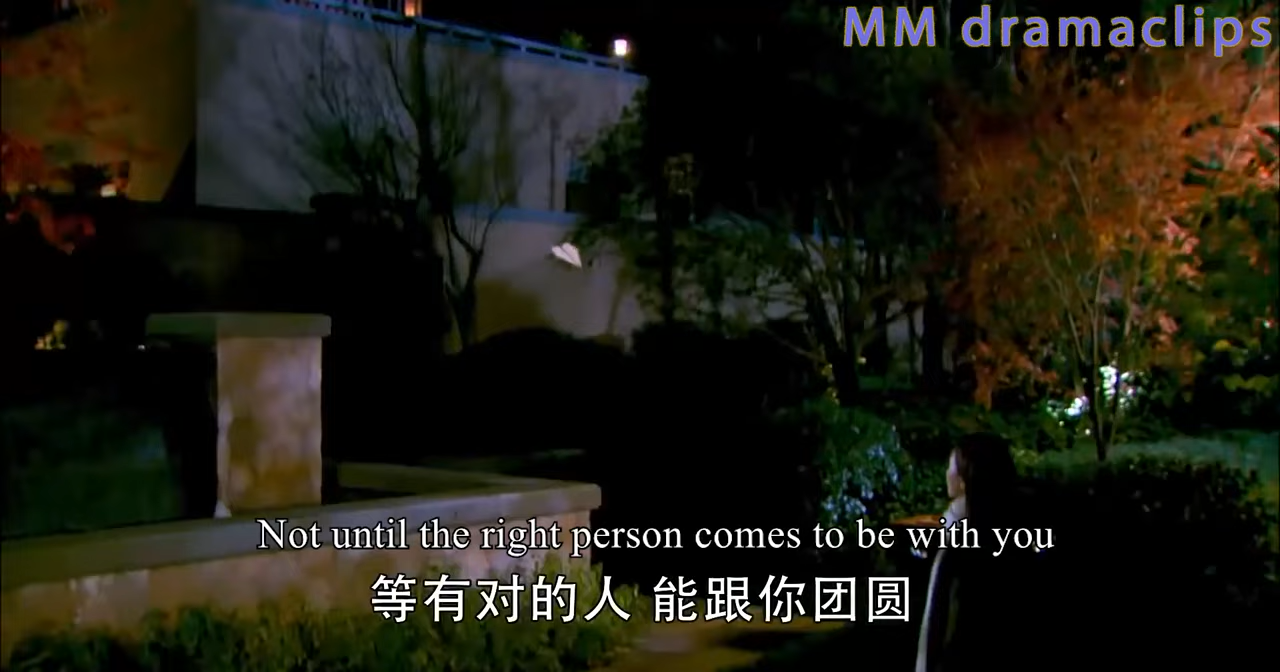 MM dramaclips
Not until the right person comes to be with you
等有对的人 能跟你团圆